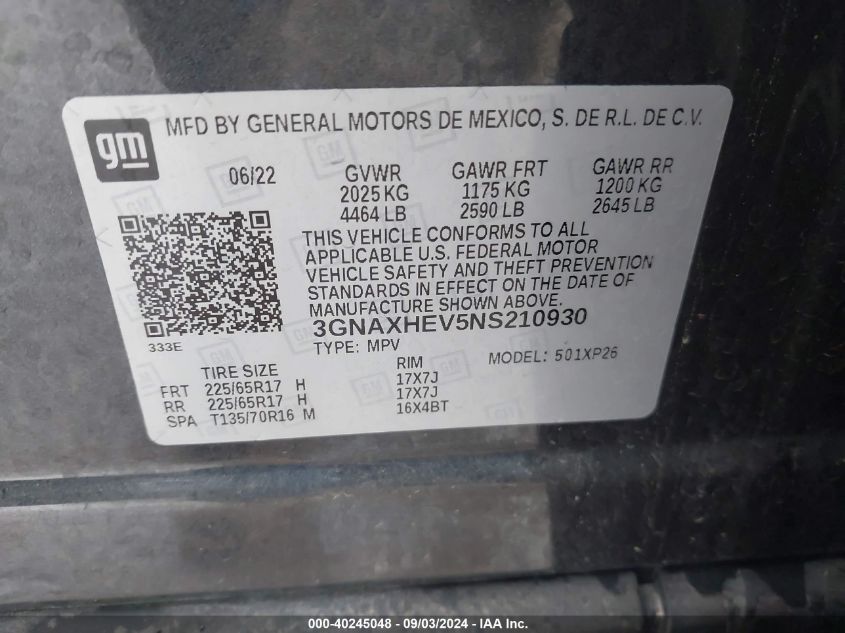 gm MFD BY GENERAL MOTORS DE MEXICO, S. DE R.L. DE C.V.
06/22 GVWR GAWR FRT GAWR RR
2025 KG 1175 KG 1200 KG
4464 LB 2590 LB 2645 LB
THIS VEHICLE CONFORMS TO ALL
APPLICABLE U.S. FEDERAL MOTOR
VEHICLE SAFETY AND THEFT PREVENTION
STANDARDS IN EFFECT ON THE DATE OF
MANUFACTURE SHOWN ABOVE.
3GNAXHEV5NS210930
333E TYPE: MPV MODEL: 501XP26
TIRE SIZE RIM
FRT 225/65R17 H 17X7J
RR 225/65R17 H 17X7J
SPA T135/70R16 M 16X4BT
000-40245048 - 09/03/2024 - IAA Inc.